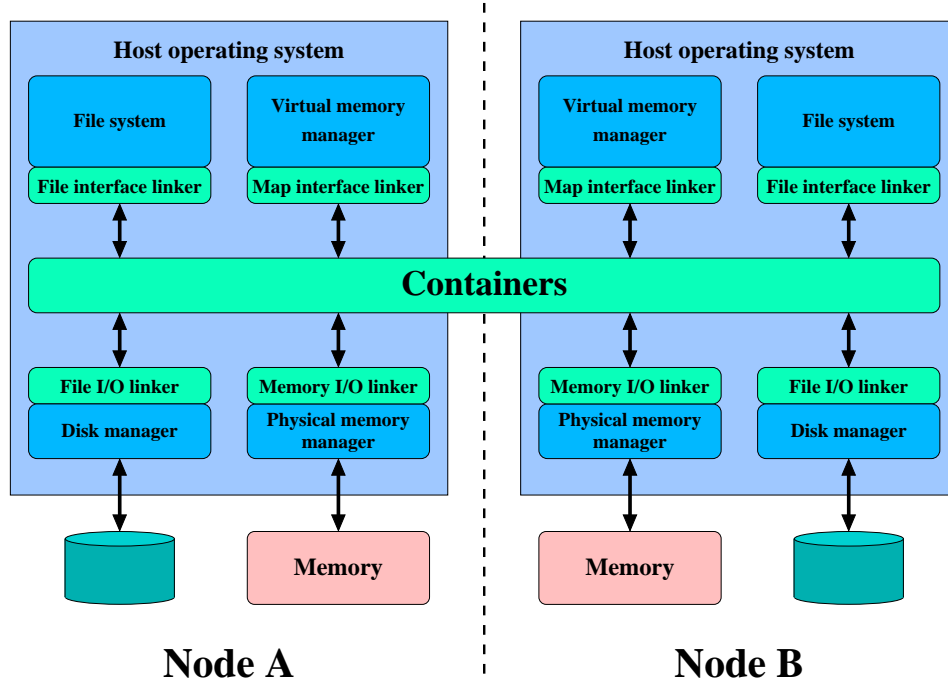 Host operating system
File system
Virtual memory
manager
File interface linker
Map interface linker
Host operating system
Virtual memory
manager
File system
Map interface linker
File interface linker
Containers
File I/O linker
Memory I/O linker
Disk manager
Physical memory
manager
Memory I/O linker
File I/O linker
Physical memory
manager
Disk manager
Memory
Memory
Node A
Node B